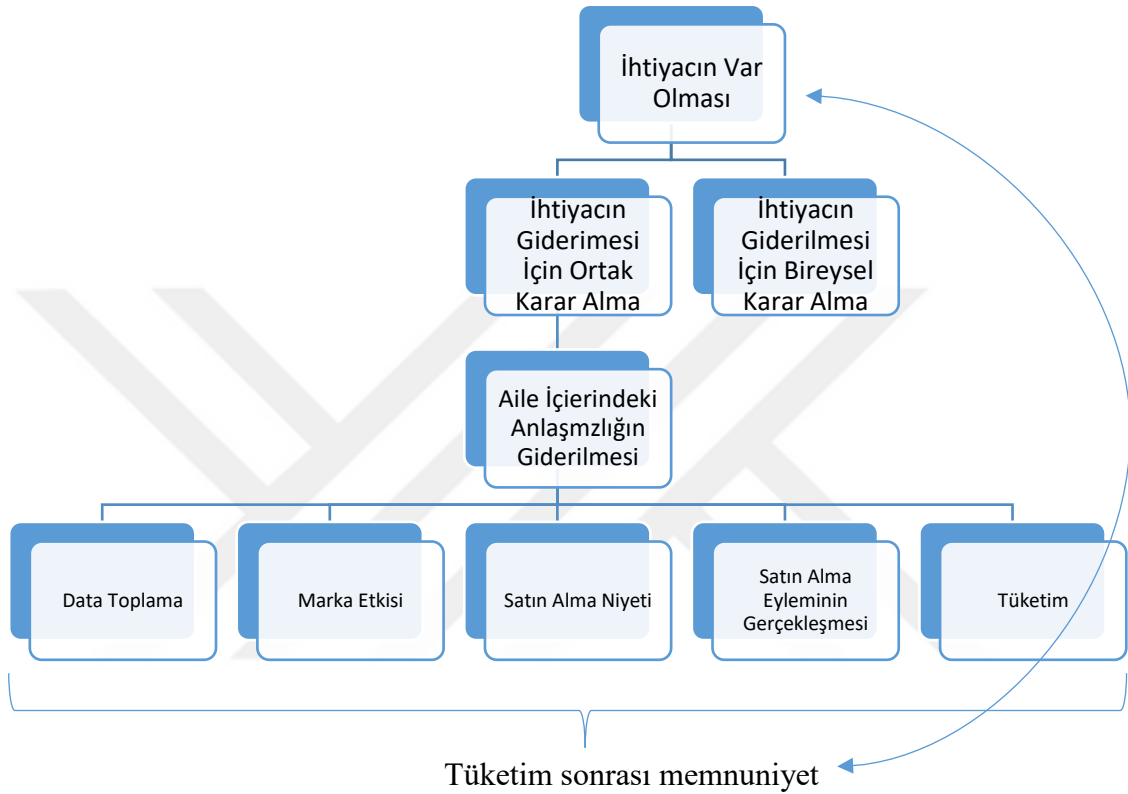 İhtiyacın Var
Olması
İhtiyacın
Giderimesi
İçin Ortak
Karar Alma
İhtiyacın
Giderilmesi
İçin Bireysel
Karar Alma
Aile İçierindeki
Anlaşmzlığın
Giderilmesi
Data Toplama
Marka Etkisi
Satın Alma Niyeti
Satın Alma
Eyleminin
Gerçekleşmesi
Tüketim
Tüketim sonrası memnuniyet